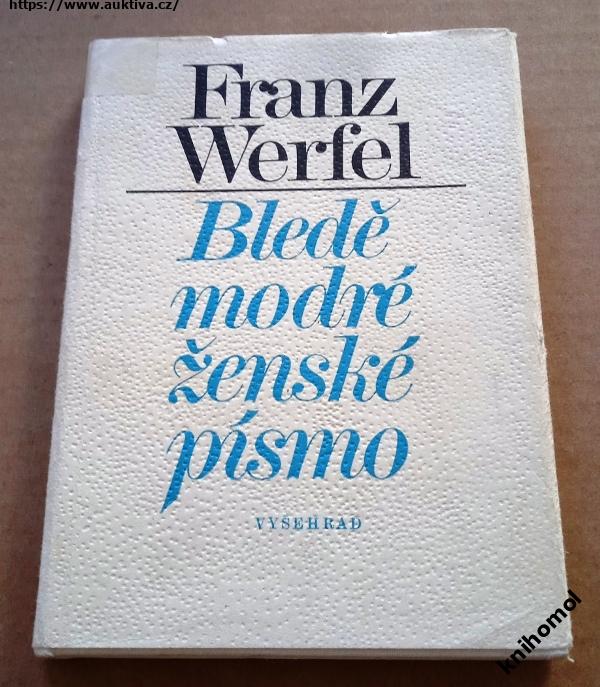 https://www.auktiva.cz/
Franz
Werfel
Bledě
modré
ženské
písmo
VYŠEHRAD
knihomol